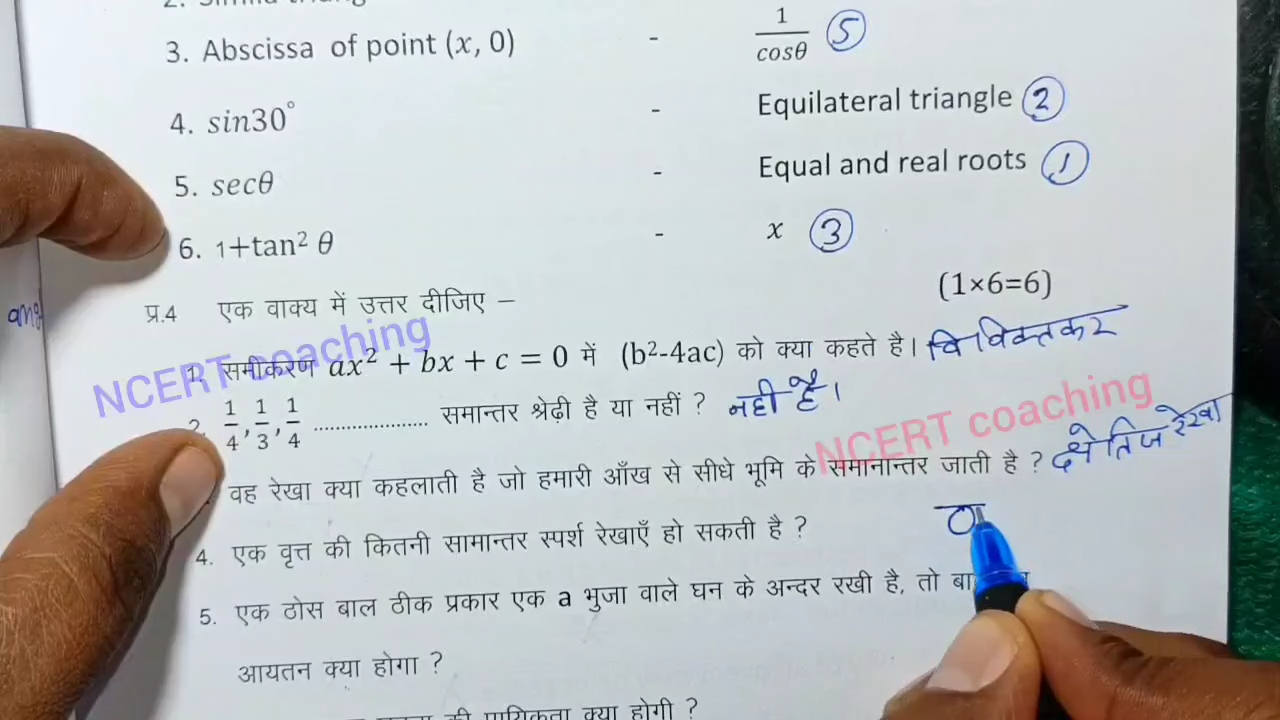 3. Abscissa of point (x, 0) - 1/cosθ (5)
4. sin30° - Equilateral triangle (2)
5. secθ - Equal and real roots (1)
6. 1+tan² θ - x (3)
(1×6=6)
प्र.4 एक वाक्य में उत्तर दीजिए –
1. समीकरण ax² + bx + c = 0 में (b²-4ac) को क्या कहते है। विविक्तकर
2. 1/4, 1/3, 1/4 ..................... समान्तर श्रेढ़ी है या नहीं ? नही है।
वह रेखा क्या कहलाती है जो हमारी आँख से सीधे भूमि के समानान्तर जाती है ? क्षेतिज रेखा
4. एक वृत्त की कितनी सामान्तर स्पर्श रेखाएँ हो सकती है ?
5. एक ठोस बाल ठीक प्रकार एक a भुजा वाले घन के अन्दर रखी है, तो
आयतन क्या होगा ?
की प्रायिकता क्या होगी ?
NCERT coaching
NCERT coaching